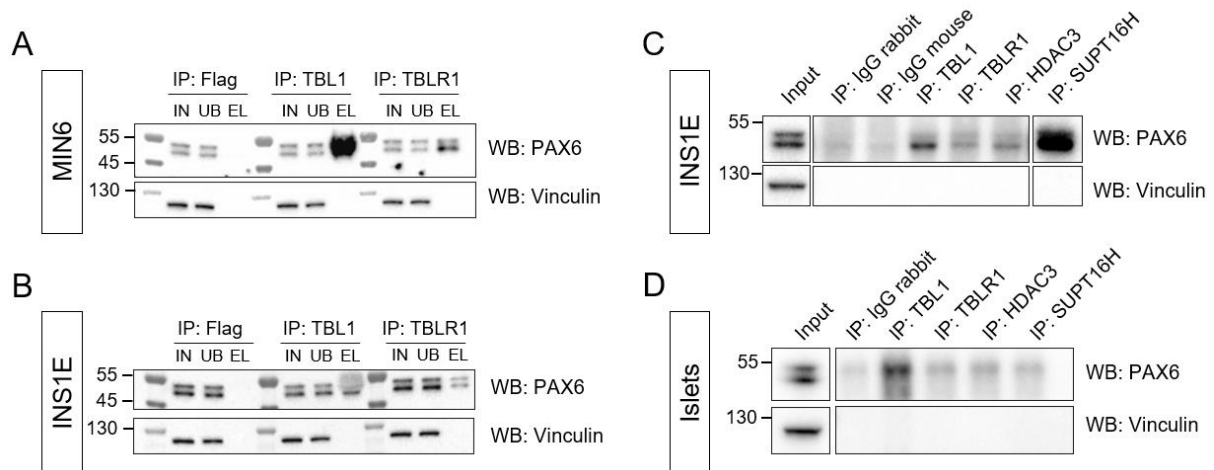 A
MIN6
IP: Flag IP: TBL1 IP: TBLR1
IN UB EL IN UB EL IN UB EL
55
45
WB: PAX6
130
WB: Vinculin
B
INS1E
IP: Flag IP: TBL1 IP: TBLR1
IN UB EL IN UB EL IN UB EL
55
45
WB: PAX6
130
WB: Vinculin
C
INS1E
Input
IP: IgG rabbit
IP: IgG mouse
IP: TBL1
IP: TBLR1
IP: HDAC3
IP: SUPT16H
55
WB: PAX6
130
WB: Vinculin
D
Islets
Input
IP: IgG rabbit
IP: TBL1
IP: TBLR1
IP: HDAC3
IP: SUPT16H
55
WB: PAX6
130
WB: Vinculin